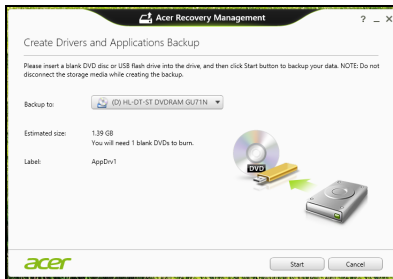 Acer Recovery Management
? _ X
Create Drivers and Applications Backup
Please insert a blank DVD disc or USB flash drive into the drive, and then click Start button to backup your data. NOTE: Do not
disconnect the storage media while creating the backup.
Backup to:
(D) HL-DT-ST DVDRAM GU71N
Estimated size:
1.39 GB
You will need 1 blank DVDs to burn.
Label:
AppDrv1
DVD
acer
Start
Cancel